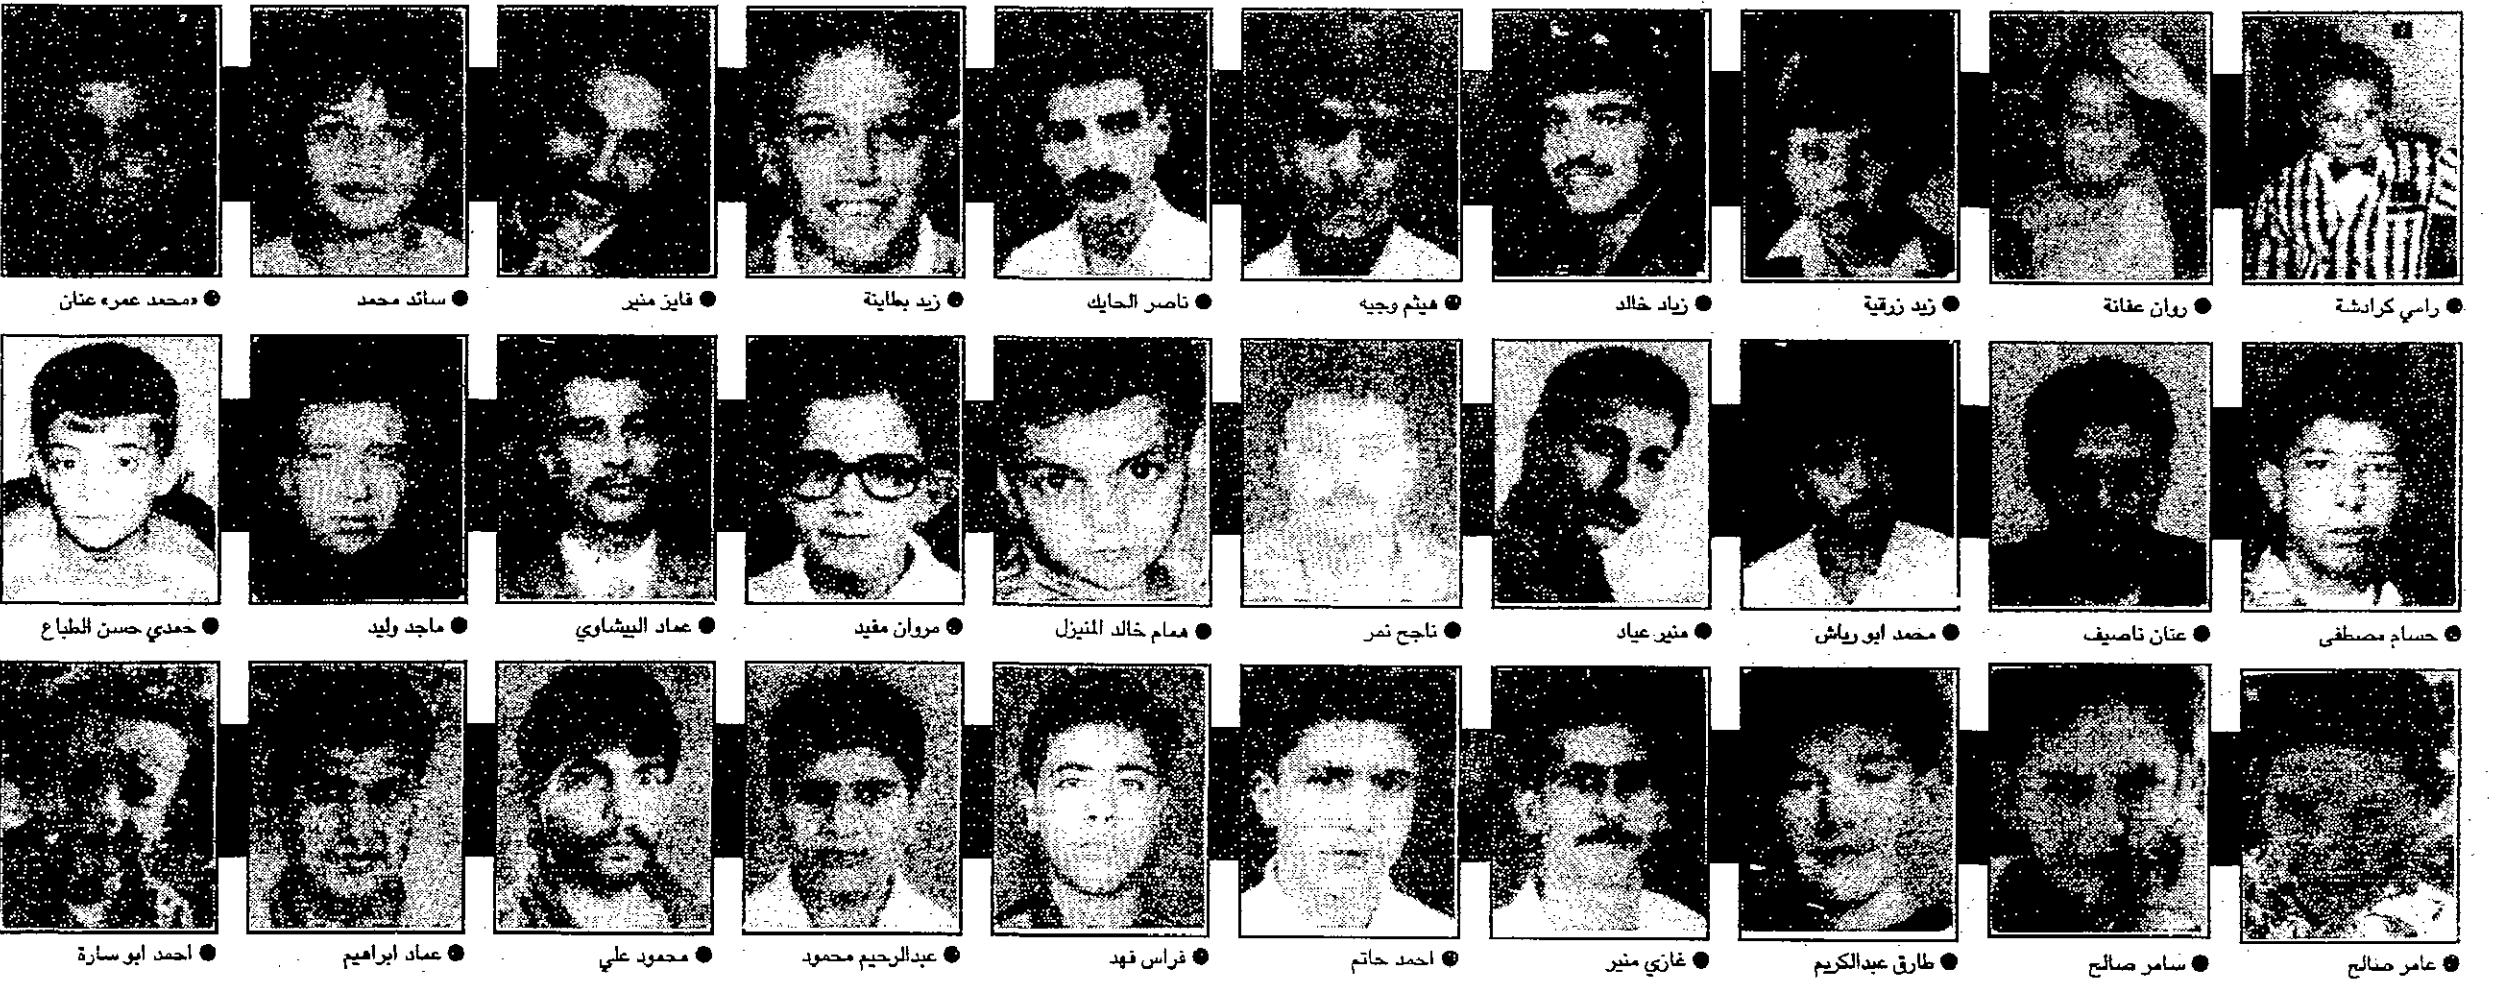 ● رامي كرادشة
● روان عفانة
● زيد زرقية
● زياد خالد
● هيثم وجيه
● ناصر الحايك
● زيد بطاينة
● فايز منير
● سائد محمد
● «محمد عمر» عنان
● حسام مصطفى
● عنان ناصيف
● محمد ابو رياش
● منير عياد
● ناجح نمر
● همام خالد المنيزل
● مروان مفيد
● عماد البيشاوي
● ماجد وليد
● حمدي حسن الطباع
● عامر صالح
● سامر صالح
● طارق عبدالكريم
● غازي منير
● احمد حاتم
● فراس فهد
● عبدالرحيم محمود
● محمود علي
● عماد ابراهيم
● احمد ابو سارة